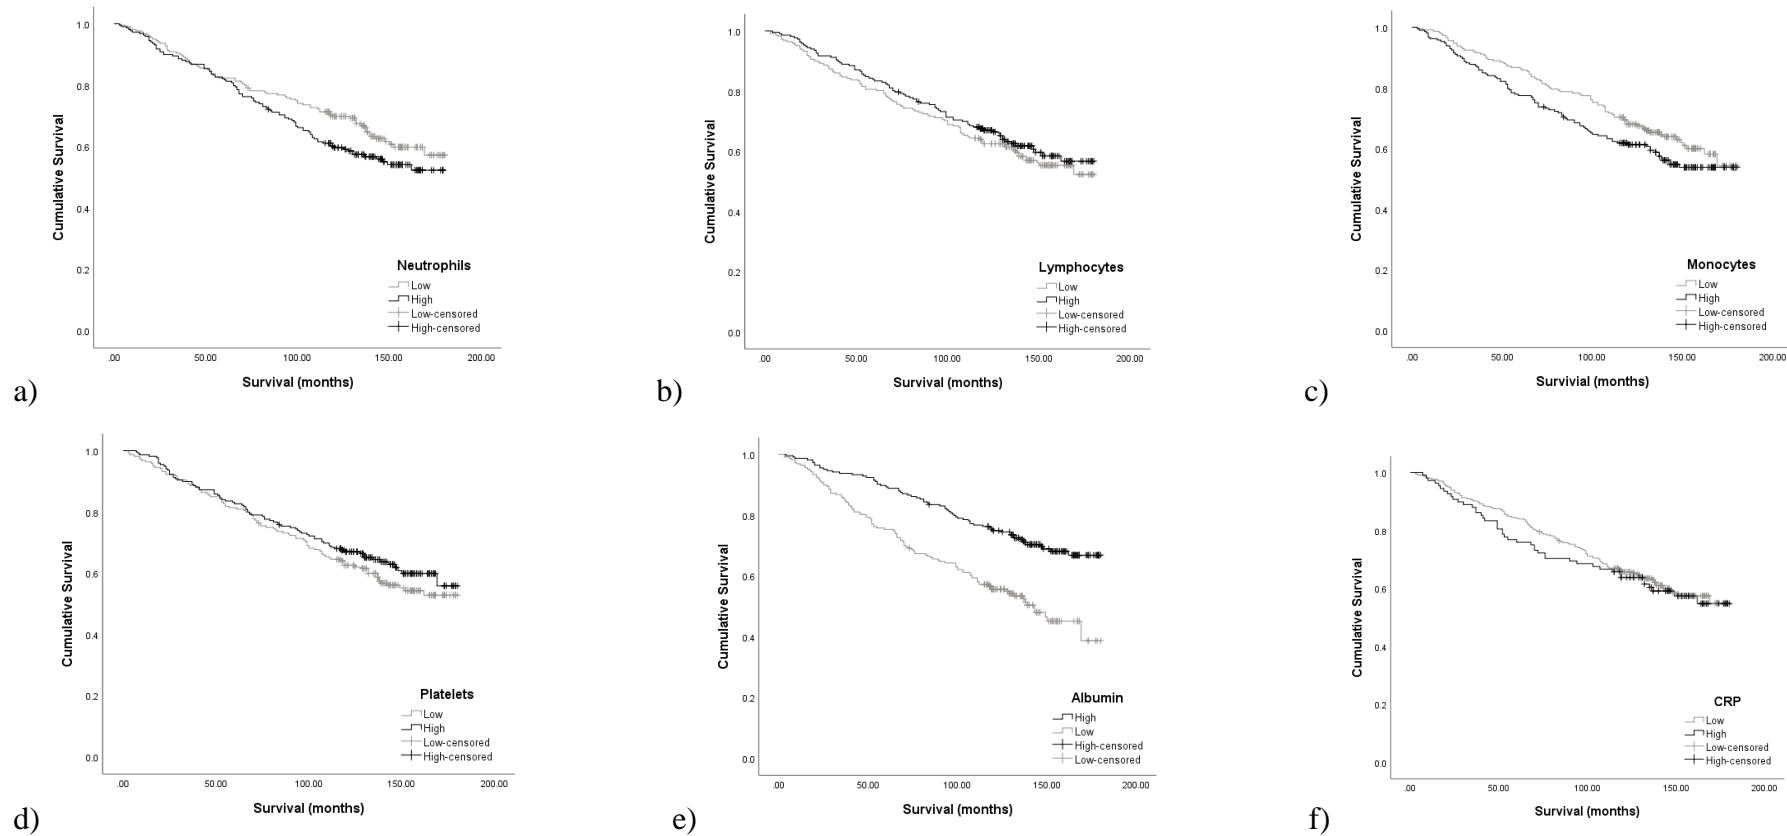 1.0
0.8
0.6
0.4
0.2
0.0
Cumulative Survival
.00 50.00 100.00 150.00 200.00
Survival (months)
Neutrophils
Low
High
Low-censored
High-censored
a)
1.0
0.8
0.6
0.4
0.2
0.0
Cumulative Survival
.00 50.00 100.00 150.00 200.00
Survival (months)
Lymphocytes
Low
High
Low-censored
High-censored
b)
1.0
0.8
0.6
0.4
0.2
0.0
Cumulative Survival
.00 50.00 100.00 150.00 200.00
Survivial (months)
Monocytes
Low
High
Low-censored
High-censored
c)
1.0
0.8
0.6
0.4
0.2
0.0
Cumulative Survival
.00 50.00 100.00 150.00 200.00
Survival (months)
Platelets
Low
High
Low-censored
High-censored
d)
1.0
0.8
0.6
0.4
0.2
0.0
Cumulative Survival
.00 50.00 100.00 150.00 200.00
Survival (months)
Albumin
High
Low
High-censored
Low-censored
e)
1.0
0.8
0.6
0.4
0.2
0.0
Cumulative Survival
.00 50.00 100.00 150.00 200.00
Survival (months)
CRP
Low
High
Low-censored
High-censored
f)